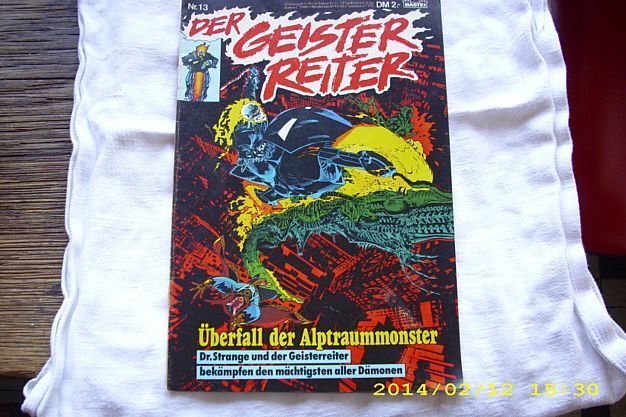 Nr. 13
DM 2.-
BASTEI
DER
GEISTER
REITER
Überfall der Alptraummonster
Dr. Strange und der Geisterreiter
bekämpfen den mächtigsten aller Dämonen
2014/02/12 15:30